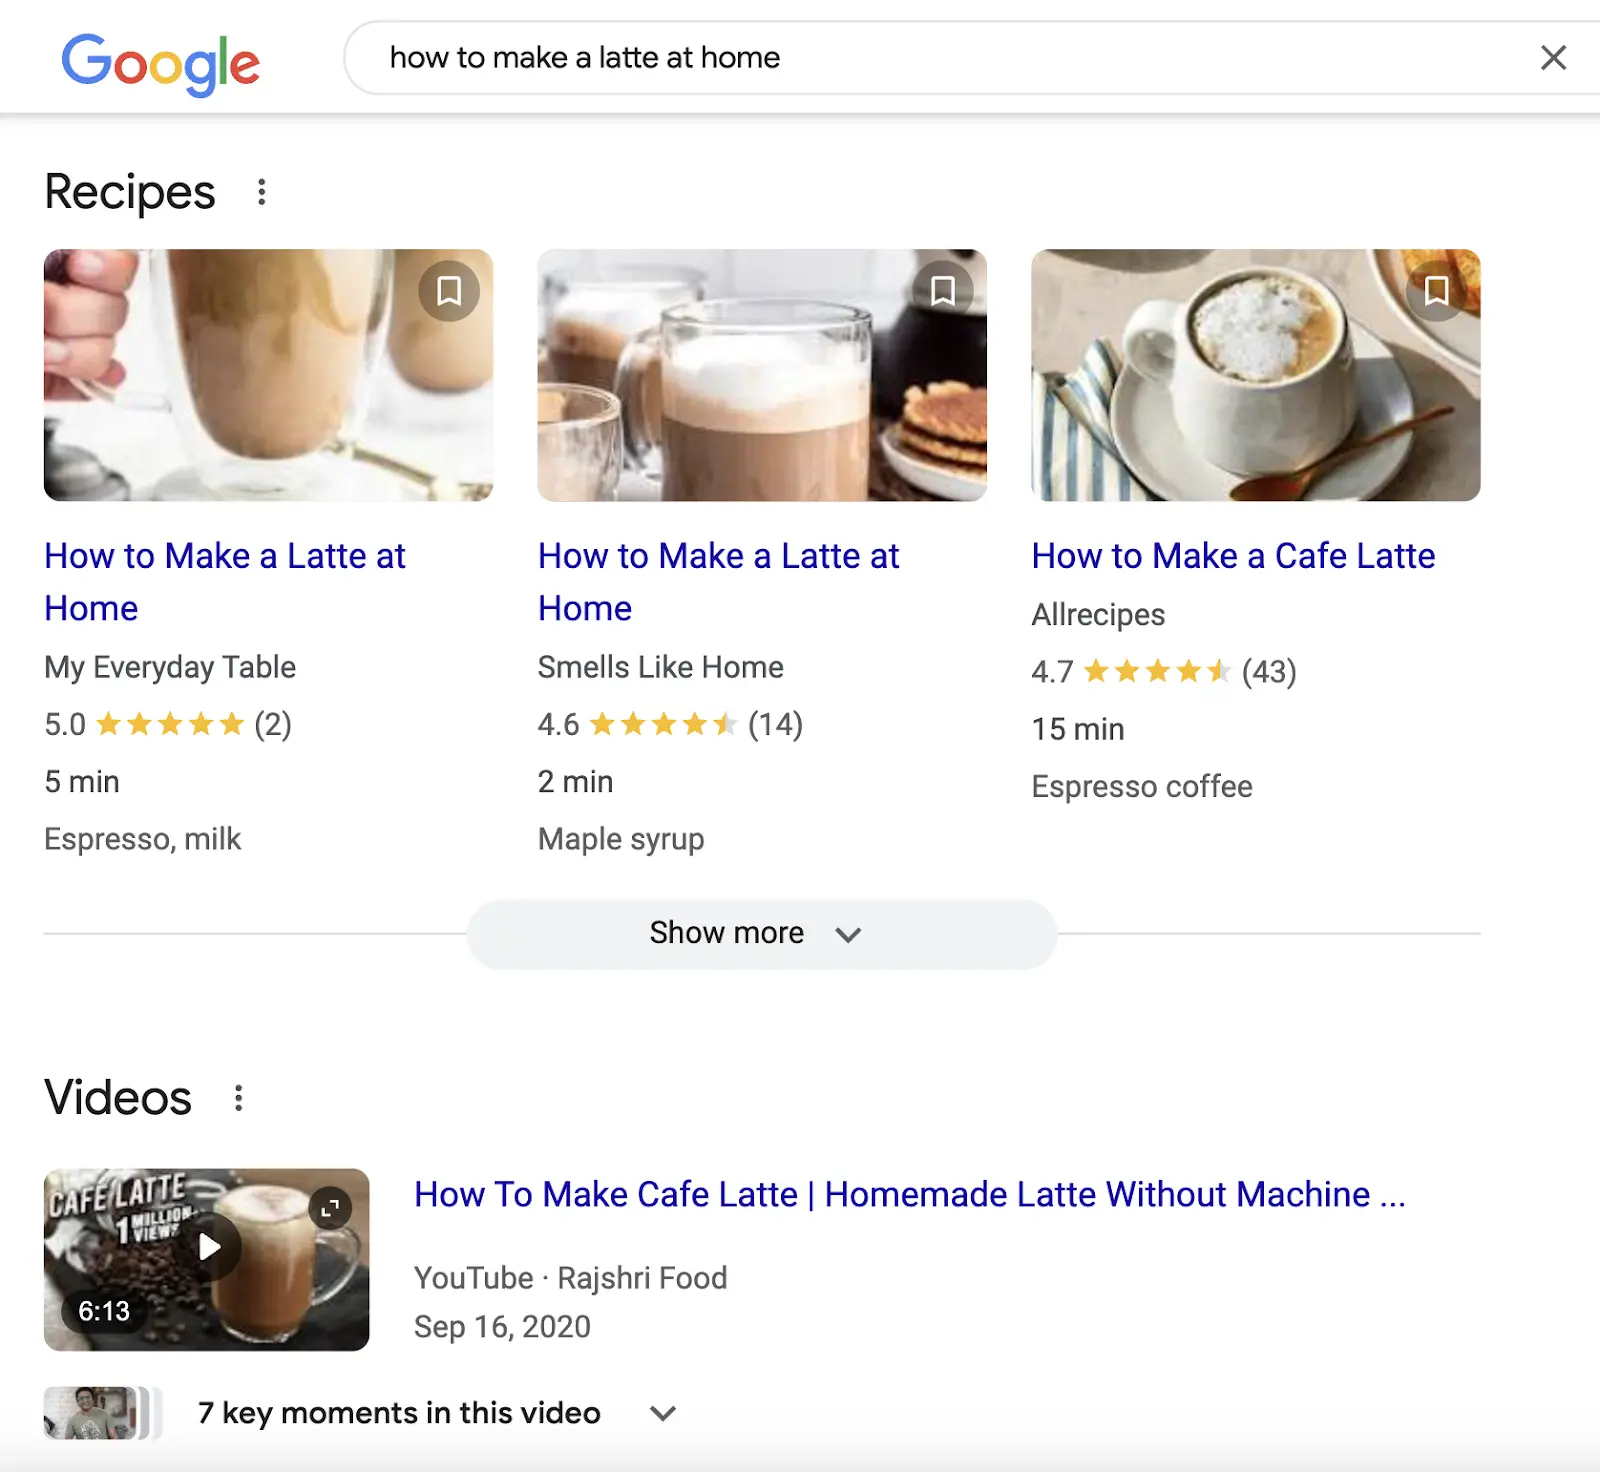 Google
how to make a latte at home
Recipes
How to Make a Latte at
Home
My Everyday Table
5.0 (2)
5 min
Espresso, milk
How to Make a Latte at
Home
Smells Like Home
4.6 (14)
2 min
Maple syrup
How to Make a Cafe Latte
Allrecipes
4.7 (43)
15 min
Espresso coffee
Show more
Videos
CAFÉ LATTE
1 MILLION
VIEWS
6:13
How To Make Cafe Latte | Homemade Latte Without Machine ...
YouTube · Rajshri Food
Sep 16, 2020
7 key moments in this video